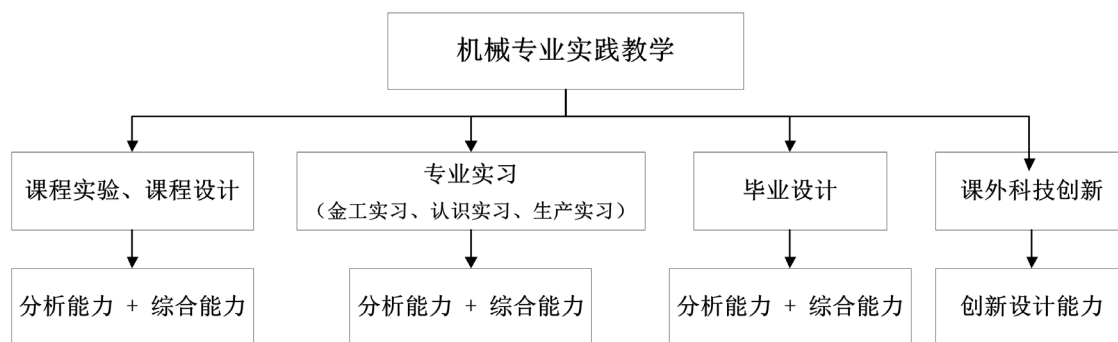 机械专业实践教学
课程实验、课程设计
专业实习
（金工实习、认识实习、生产实习）
毕业设计
课外科技创新
分析能力 + 综合能力
分析能力 + 综合能力
分析能力 + 综合能力
创新设计能力